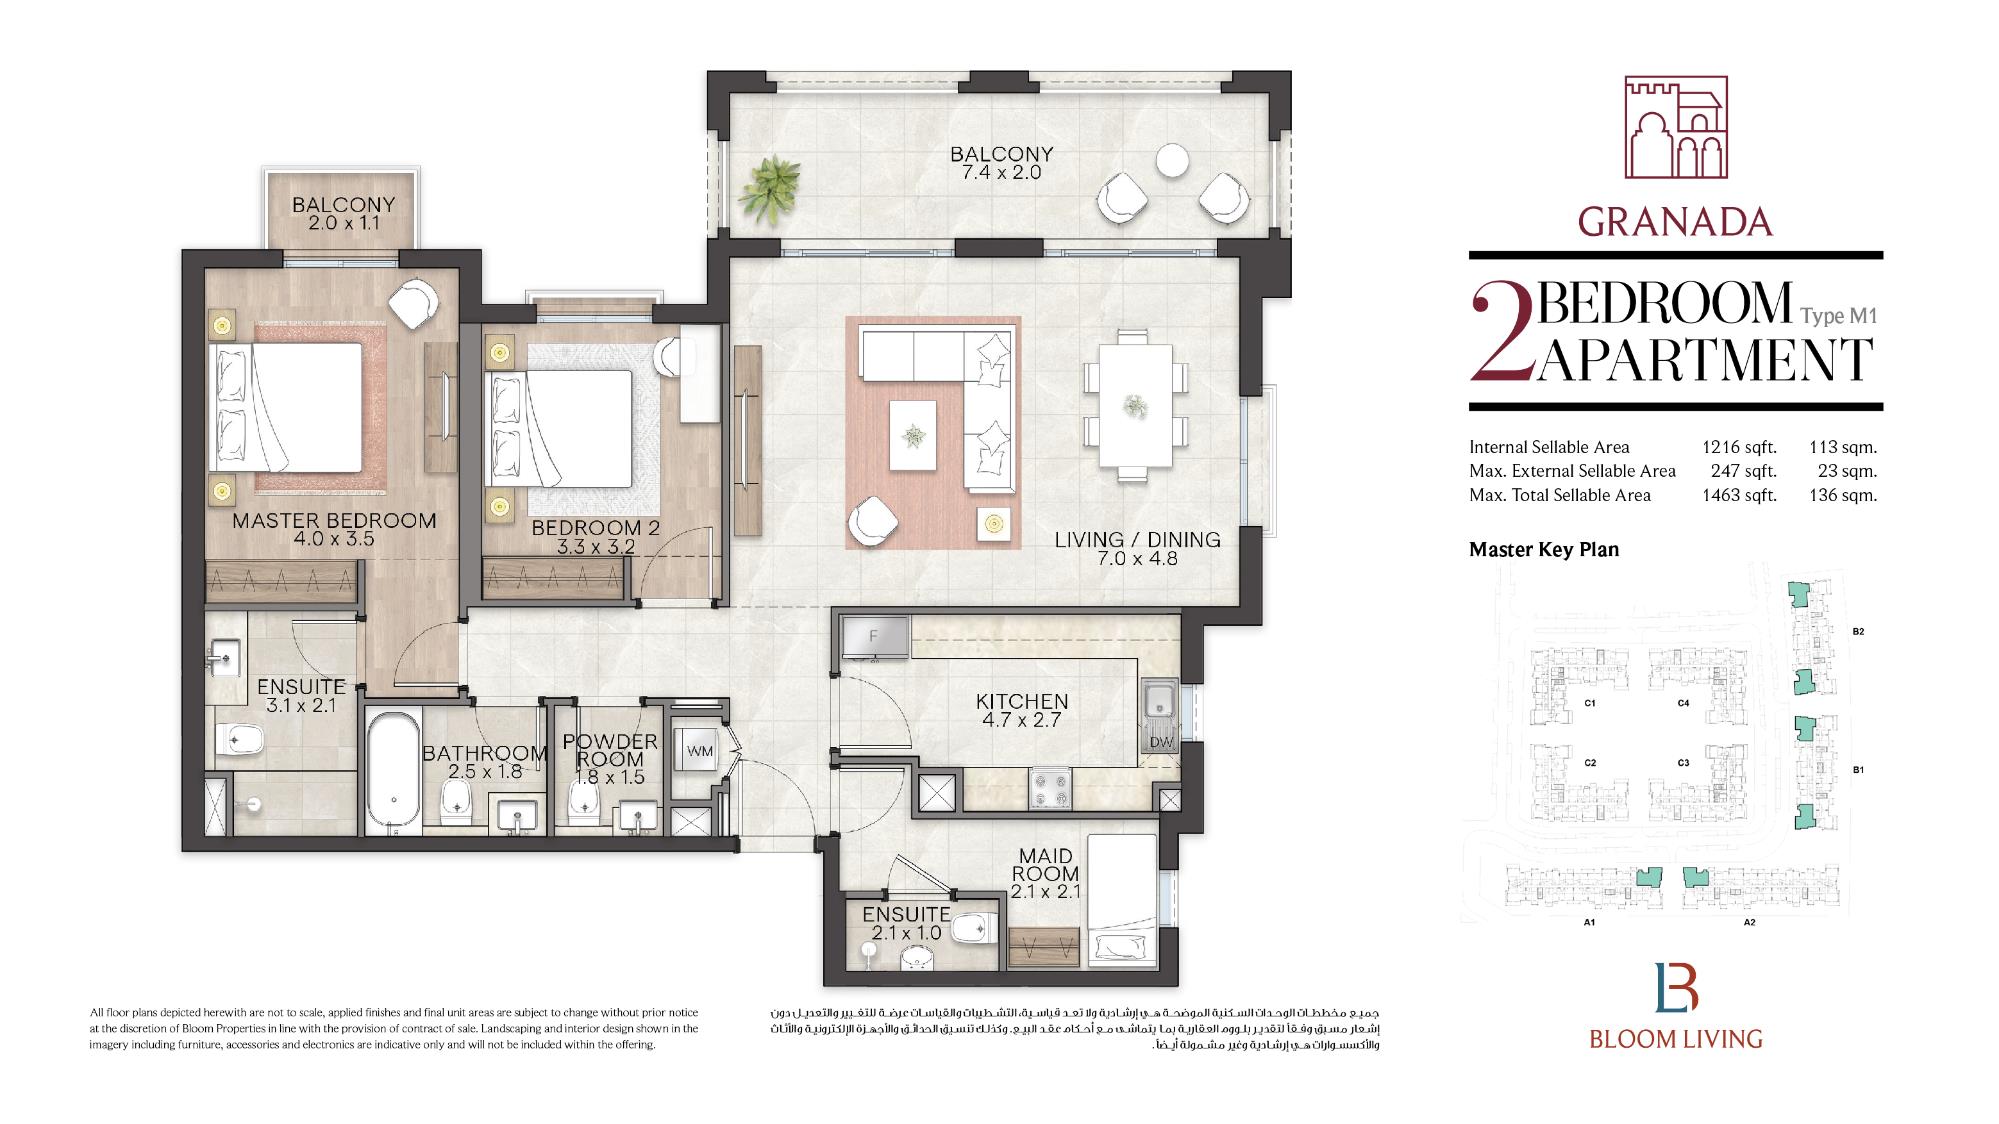 BALCONY
7.4 x 2.0
BALCONY
2.0 x 1.1
MASTER BEDROOM
4.0 x 3.5
BEDROOM 2
3.3 x 3.2
LIVING / DINING
7.0 x 4.8
F
KITCHEN
4.7 x 2.7
DW
ENSUITE
3.1 x 2.1
BATHROOM
2.5 x 1.8
POWDER
ROOM
1.8 x 1.5
WM
MAID
ROOM
2.1 x 2.1
ENSUITE
2.1 x 1.0
GRANADA
2 BEDROOM Type M1
APARTMENT
Internal Sellable Area 1216 sqft. 113 sqm.
Max. External Sellable Area 247 sqft. 23 sqm.
Max. Total Sellable Area 1463 sqft. 136 sqm.
Master Key Plan
B2
C1
C4
C2
C3
B1
A1
A2
BLOOM LIVING
All floor plans depicted herewith are not to scale, applied finishes and final unit areas are subject to change without prior notice
at the discretion of Bloom Properties in line with the provision of contract of sale. Landscaping and interior design shown in the
imagery including furniture, accessories and electronics are indicative only and will not be included within the offering.
جميع مخططات الوحدات السكنية الموضحة هي إرشادية ولا تعد قياسية، التشطيبات والقياسات عرضة للتغيير والتعديل دون
إشعار مسبق وفقاً لتقدير بلووم العقارية بما يتماشى مع أحكام عقد البيع. وكذلك تنسيق الحدائق والأجهزة الإلكترونية والأثاث
والأكسسوارات هي إرشادية وغير مشمولة أيضاً.